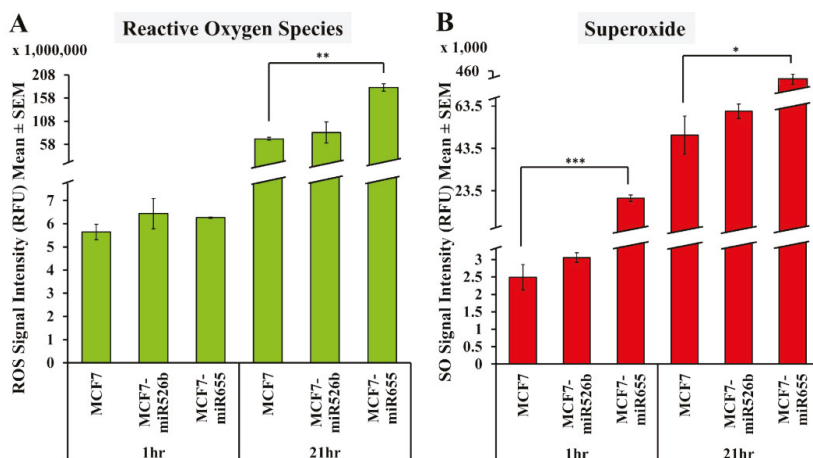 A
Reactive Oxygen Species
x 1,000,000
ROS Signal Intensity (RFU) Mean ± SEM
208
158
108
58
7
6
5
4
3
2
1
0
**
MCF7
MCF7-
miR526b
MCF7-
miR655
MCF7
MCF7-
miR526b
MCF7-
miR655
1hr
21hr
B
Superoxide
x 1,000
SO Signal Intensity (RFU) Mean ± SEM
460
63.5
43.5
23.5
3
2.5
2
1.5
1
0.5
0
***
*
MCF7
MCF7-
miR526b
MCF7-
miR655
MCF7
MCF7-
miR526b
MCF7-
miR655
1hr
21hr